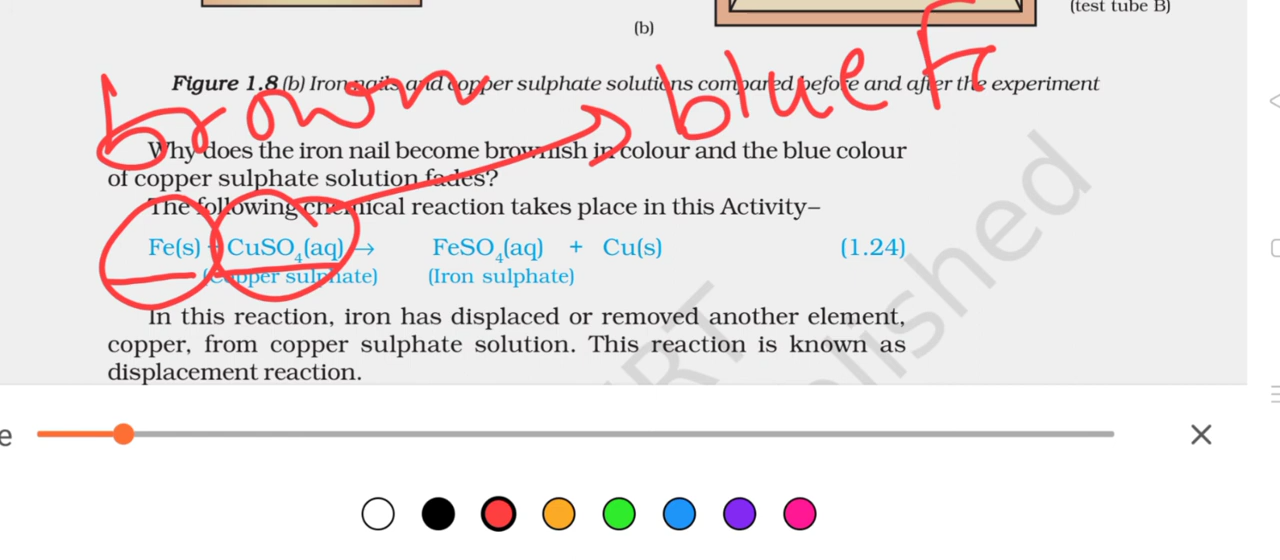 (test tube B)
(b)
Figure 1.8 (b) Iron nails and copper sulphate solutions compared before and after the experiment
brown
blue F
Why does the iron nail become brownish in colour and the blue colour
of copper sulphate solution fades?
The following chemical reaction takes place in this Activity–
Fe(s) + CuSO₄(aq) → FeSO₄(aq) + Cu(s) (1.24)
(Copper sulphate) (Iron sulphate)
In this reaction, iron has displaced or removed another element,
copper, from copper sulphate solution. This reaction is known as
displacement reaction.
e